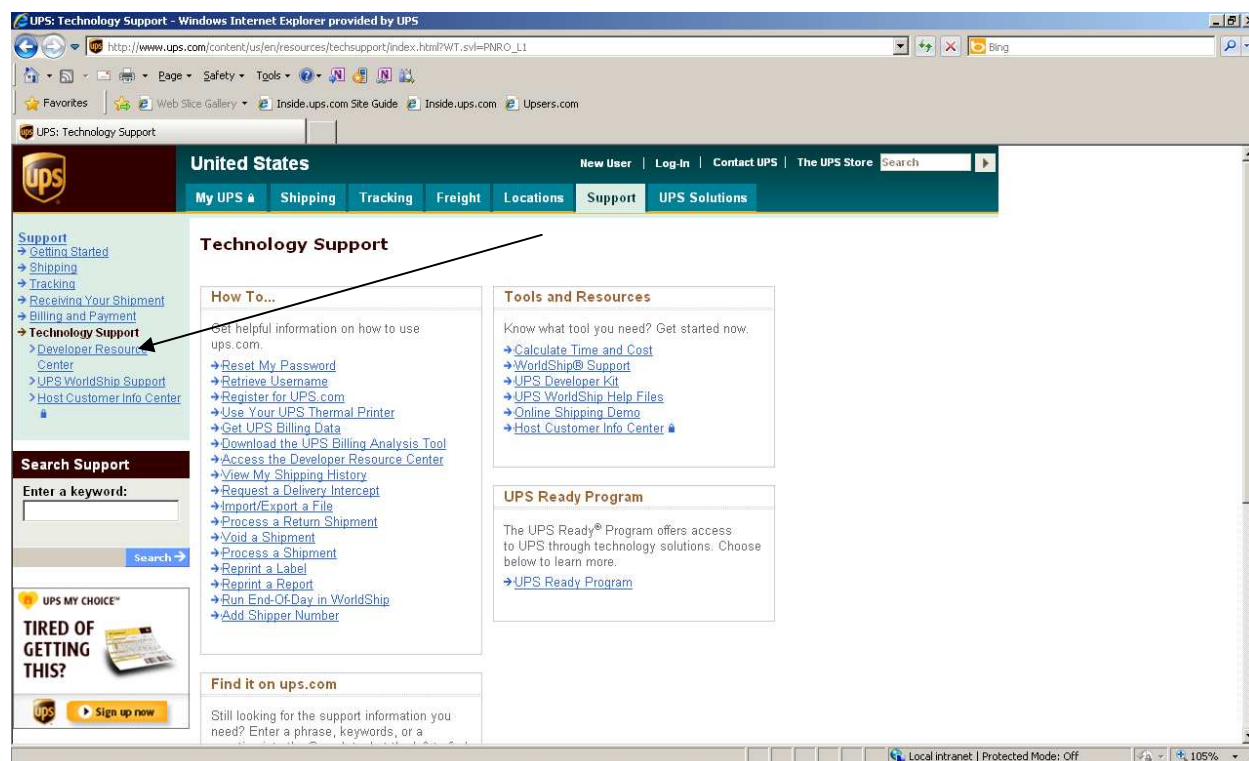 UPS: Technology Support - Windows Internet Explorer provided by UPS
http://www.ups.com/content/us/en/resources/techsupport/index.html?WT.svl=PNRO_L1
Bing
Page Safety Tools
Favorites Web Slice Gallery Inside.ups.com Site Guide Inside.ups.com Upsers.com
UPS: Technology Support
ups
United States
New User | Log-In | Contact UPS | The UPS Store Search
My UPS Shipping Tracking Freight Locations Support UPS Solutions
Support
Getting Started
Shipping
Tracking
Receiving Your Shipment
Billing and Payment
Technology Support
Developer Resource
Center
UPS WorldShip Support
Host Customer Info Center
Search Support
Enter a keyword:
Search
UPS MY CHOICE℠
TIRED OF
GETTING
THIS?
ups
Sign up now
Technology Support
How To...
Get helpful information on how to use
ups.com.
Reset My Password
Retrieve Username
Register for UPS.com
Use Your UPS Thermal Printer
Get UPS Billing Data
Download the UPS Billing Analysis Tool
Access the Developer Resource Center
View My Shipping History
Request a Delivery Intercept
Import/Export a File
Process a Return Shipment
Void a Shipment
Process a Shipment
Reprint a Label
Reprint a Report
Run End-Of-Day in WorldShip
Add Shipper Number
Find it on ups.com
Still looking for the support information you
need? Enter a phrase, keywords, or a
Tools and Resources
Know what tool you need? Get started now.
Calculate Time and Cost
WorldShip® Support
UPS Developer Kit
UPS WorldShip Help Files
Online Shipping Demo
Host Customer Info Center
UPS Ready Program
The UPS Ready® Program offers access
to UPS through technology solutions. Choose
below to learn more.
UPS Ready Program
Local intranet | Protected Mode: Off
105%